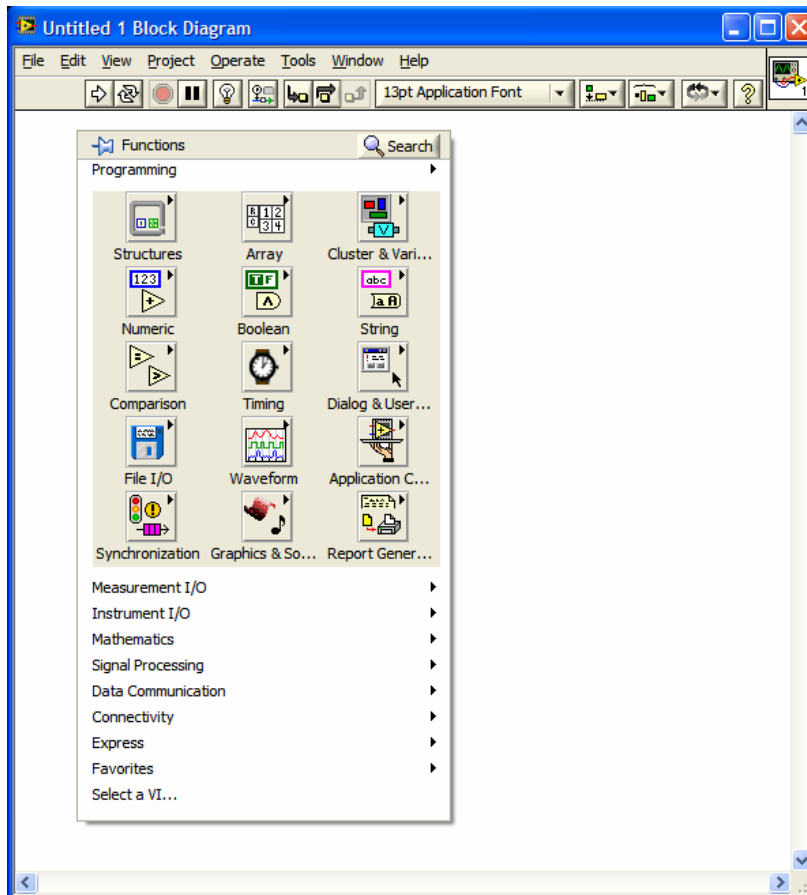 Untitled 1 Block Diagram
File Edit View Project Operate Tools Window Help
13pt Application Font
1
Functions Search
Programming
Structures Array Cluster & Vari...
Numeric Boolean String
Comparison Timing Dialog & User...
File I/O Waveform Application C...
Synchronization Graphics & So... Report Gener...
Measurement I/O
Instrument I/O
Mathematics
Signal Processing
Data Communication
Connectivity
Express
Favorites
Select a VI...